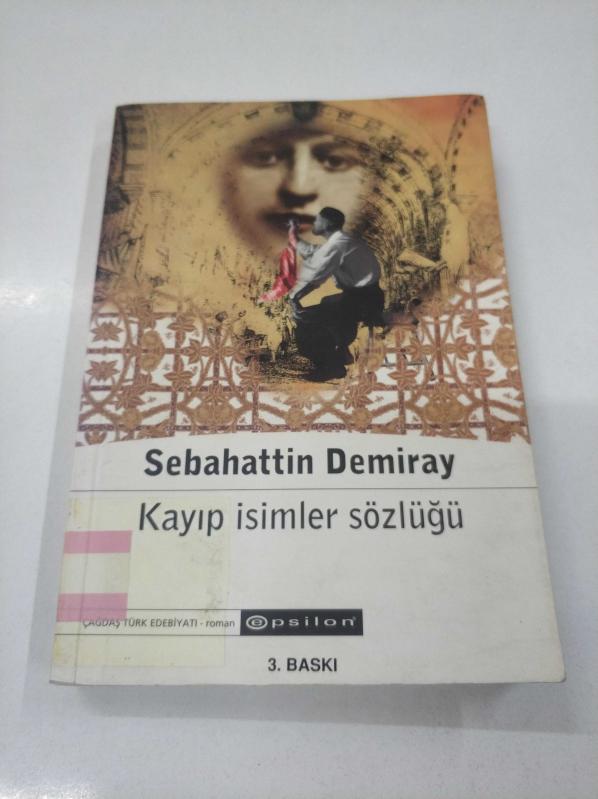 Sebahattin Demiray
Kayıp isimler sözlüğü
ÇAĞDAŞ TÜRK EDEBİYATI - roman epsilon
3. BASKI